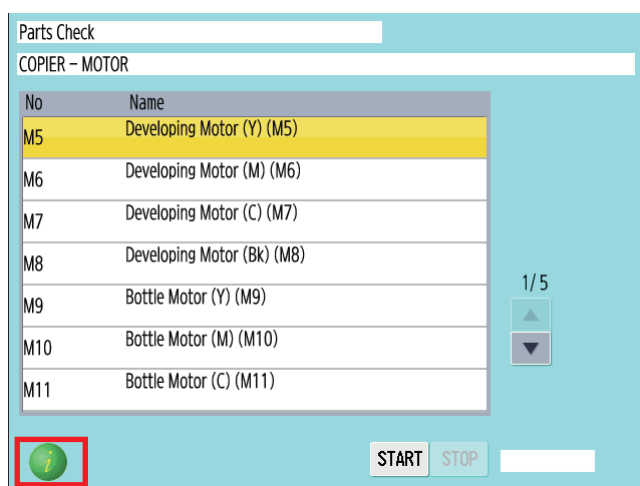 Parts Check
COPIER – MOTOR
No Name
M5 Developing Motor (Y) (M5)
M6 Developing Motor (M) (M6)
M7 Developing Motor (C) (M7)
M8 Developing Motor (Bk) (M8)
M9 Bottle Motor (Y) (M9)
M10 Bottle Motor (M) (M10)
M11 Bottle Motor (C) (M11)
1/5
i
START STOP